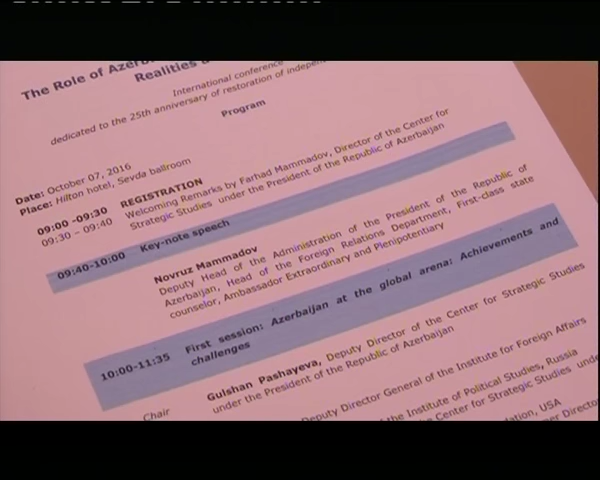 The Role of Azerb
Realities
International conference
dedicated to the 25th anniversary of restoration of indepen
Program
Date: October 07, 2016
Place: Hilton hotel, Sevda ballroom
09:00 -09:30 REGISTRATION
09:30 – 09:40 Welcoming Remarks by Farhad Mammadov, Director of the Center for
Strategic Studies under the President of the Republic of Azerbaijan
09:40-10:00 Key-note speech
Novruz Mammadov
Deputy Head of the Administration of the President of the Republic of
Azerbaijan, Head of the Foreign Relations Department, First-class state
counselor, Ambassador Extraordinary and Plenipotentiary
10:00-11:35 First session: Azerbaijan at the global arena: Achievements and
challenges
Gulshan Pashayeva, Deputy Director of the Center for Strategic Studies
under the President of the Republic of Azerbaijan
Chair
Deputy Director General of the Institute for Foreign Affairs
the Institute of Political Studies, Russia
Center for Strategic Studies unde
dation, USA
er Director